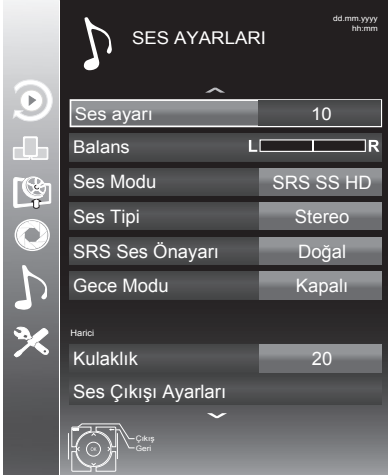 SES AYARLARI
dd.mm.yyyy
hh:mm
Ses ayarı 10
Balans L R
Ses Modu SRS SS HD
Ses Tipi Stereo
SRS Ses Önayarı Doğal
Gece Modu Kapalı
Harici
Kulaklık 20
Ses Çıkışı Ayarları
OK
Çıkış
Geri